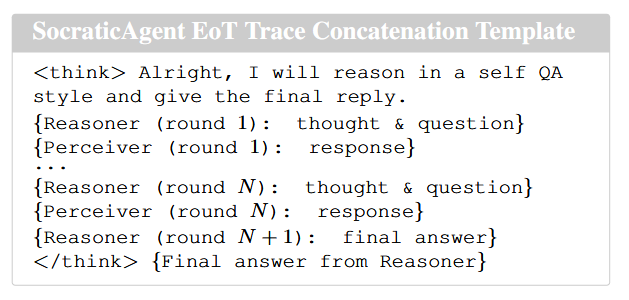 SocraticAgent EoT Trace Concatenation Template
<think> Alright, I will reason in a self QA
style and give the final reply.
{Reasoner (round 1): thought & question}
{Perceiver (round 1): response}
...
{Reasoner (round N): thought & question}
{Perceiver (round N): response}
{Reasoner (round N + 1): final answer}
</think> {Final answer from Reasoner}